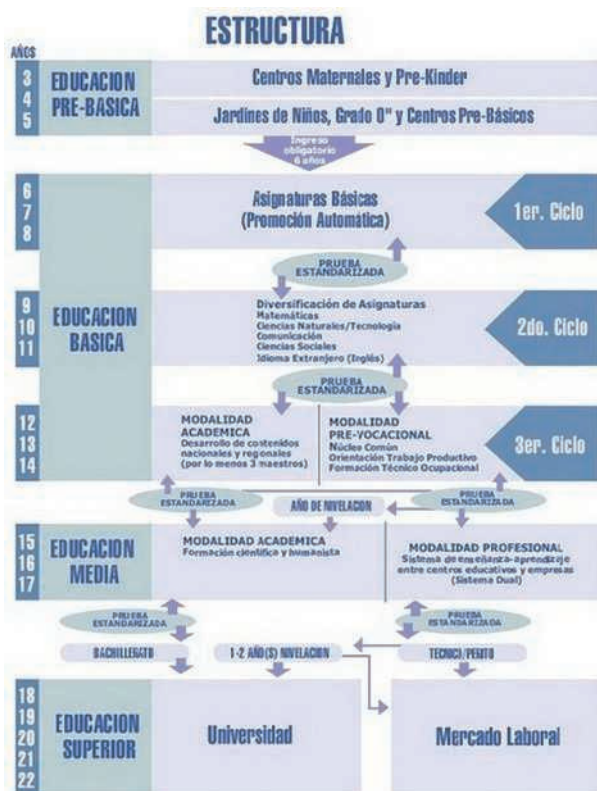 ESTRUCTURA
AÑOS
3
4
5
EDUCACION
PRE-BASICA
Centros Maternales y Pre-Kinder
Jardines de Niños, Grado 0" y Centros Pre-Básicos
Ingreso
obligatorio
6 años
6
7
8
Asignaturas Básicas
(Promoción Automática)
1er. Ciclo
PRUEBA
ESTANDARIZADA
EDUCACION
BASICA
9
10
11
Diversificación de Asignaturas
Matemáticas
Ciencias Naturales/Tecnología
Comunicación
Ciencias Sociales
Idioma Extranjero (Inglés)
2do. Ciclo
PRUEBA
ESTANDARIZADA
12
13
14
MODALIDAD
ACADEMICA
Desarrollo de contenidos
nacionales y regionales
(por lo menos 3 maestros)
MODALIDAD
PRE-VOCACIONAL
Núcleo Común
Orientación Trabajo Productivo
Formación Técnico Ocupacional
3er. Ciclo
PRUEBA
ESTANDARIZADA
AÑO DE NIVELACION
PRUEBA
ESTANDARIZADA
15
16
17
EDUCACION
MEDIA
MODALIDAD ACADEMICA
Formación científica y humanista
MODALIDAD PROFESIONAL
Sistema de enseñanza-aprendizaje
entre centros educativos y empresas
(Sistema Dual)
PRUEBA
ESTANDARIZADA
PRUEBA
ESTANDARIZADA
BACHILLERATO
1-2 AÑO(S) NIVELACION
TECNICO/PERITO
18
19
20
21
22
EDUCACION
SUPERIOR
Universidad
Mercado Laboral